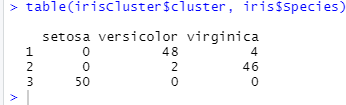 > table(irisCluster$cluster, iris$Species)
setosa versicolor virginica
1 0 48 4
2 0 2 46
3 50 0 0
>